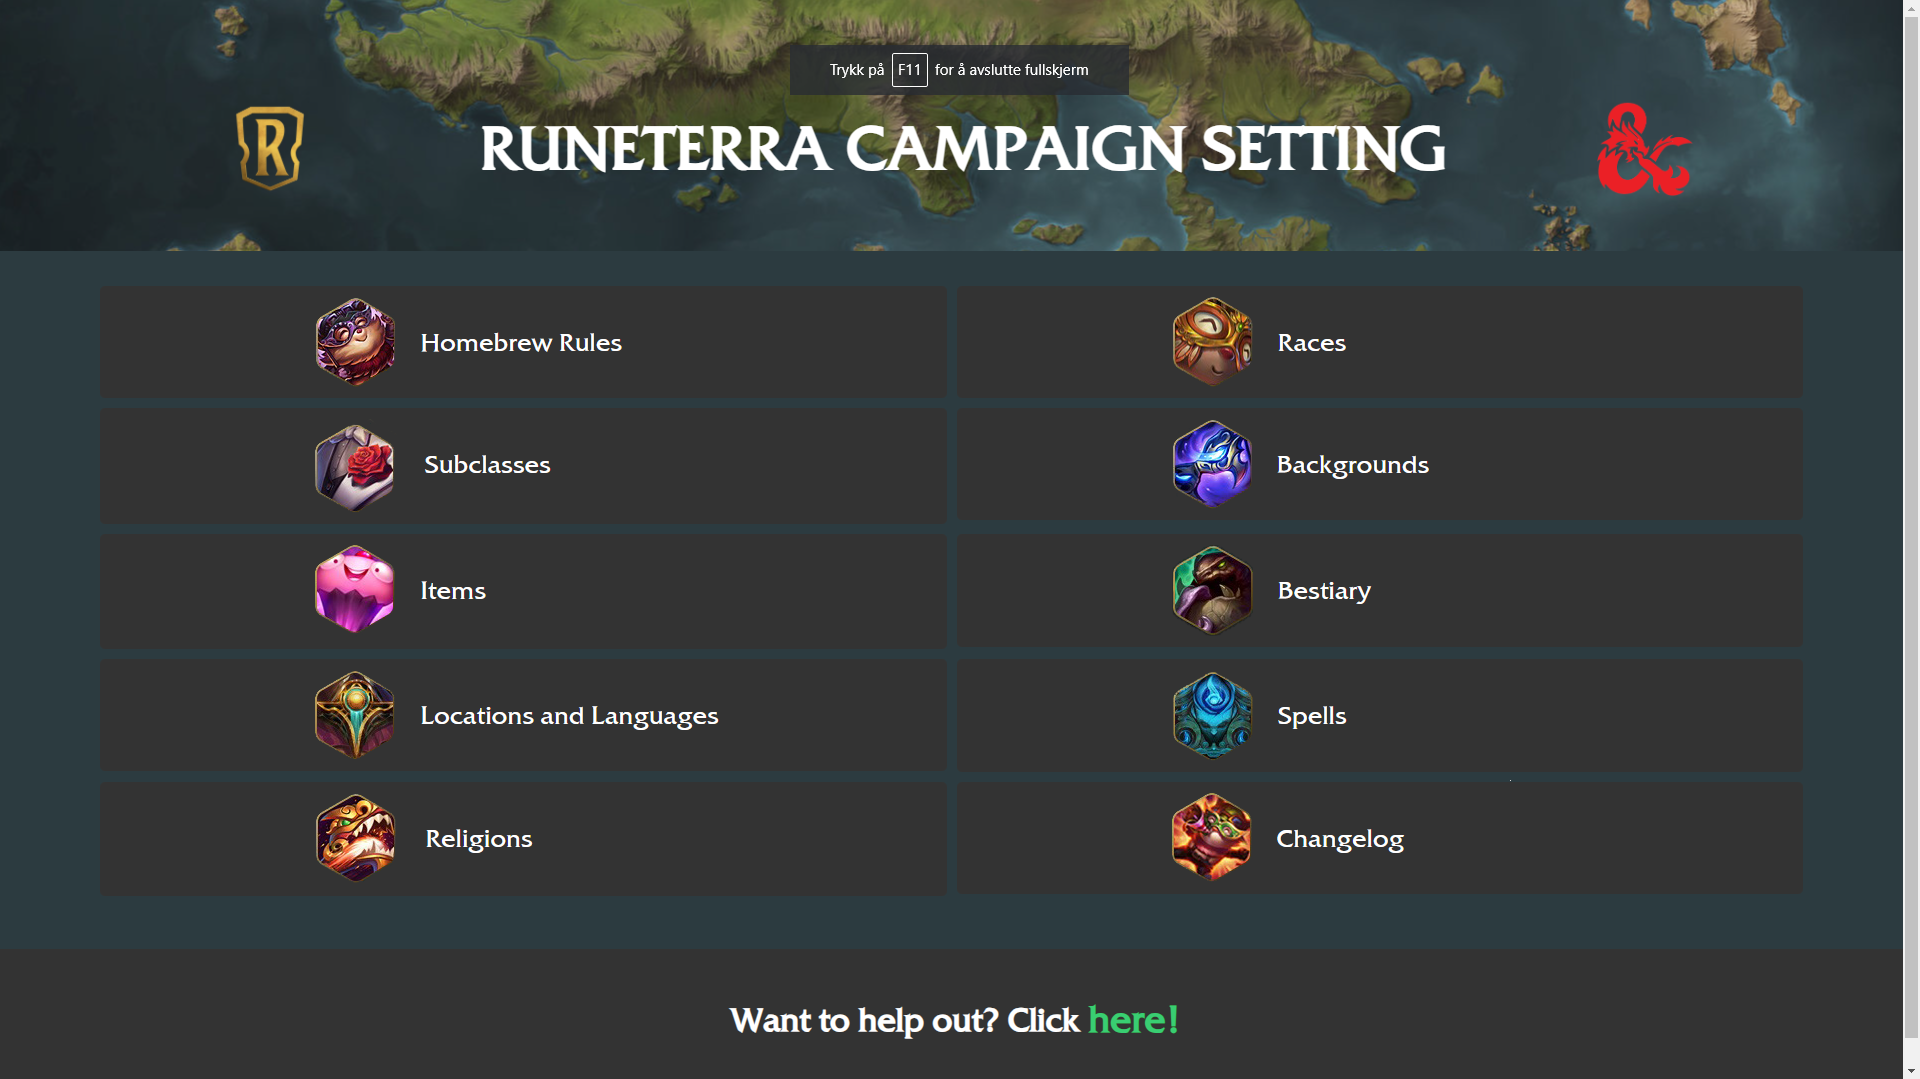 Trykk på F11 for å avslutte fullskjerm
R
RUNETERRA CAMPAIGN SETTING
&
Homebrew Rules
Races
Subclasses
Backgrounds
Items
Bestiary
Locations and Languages
Spells
Religions
Changelog
Want to help out? Click here!